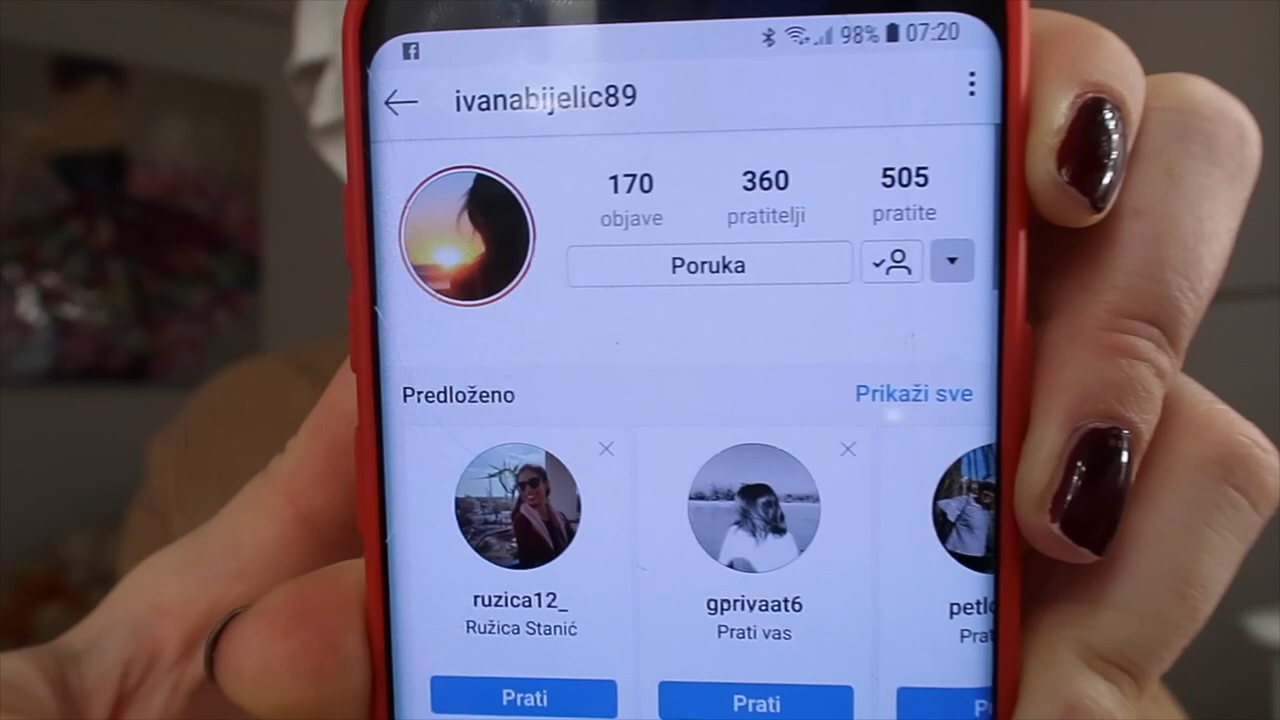 98% 07:20
ivanabijelic89
170 360 505
objave pratitelji pratite
Poruka
Predloženo Prikaži sve
ruzica12_ gprivaat6
Ružica Stanić Prati vas
Prati Prati